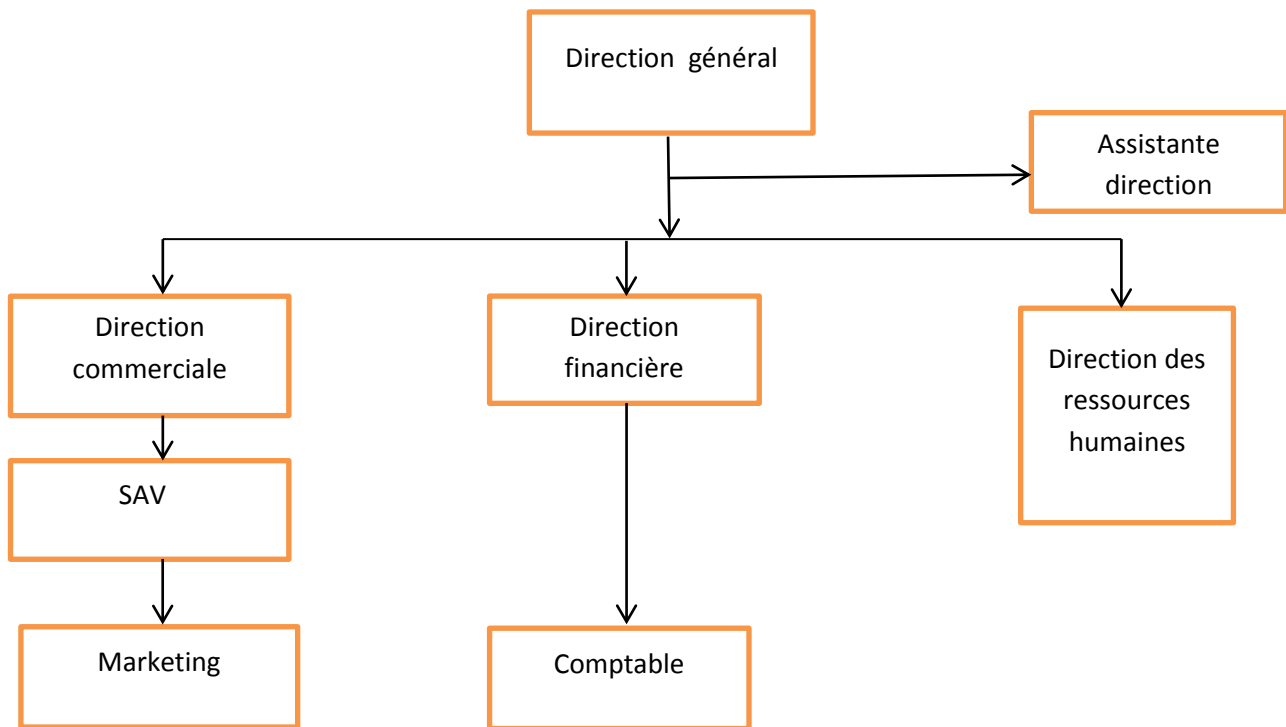 Direction général
Assistante
direction
Direction
commerciale
Direction
financière
Direction des
ressources
humaines
SAV
Marketing
Comptable